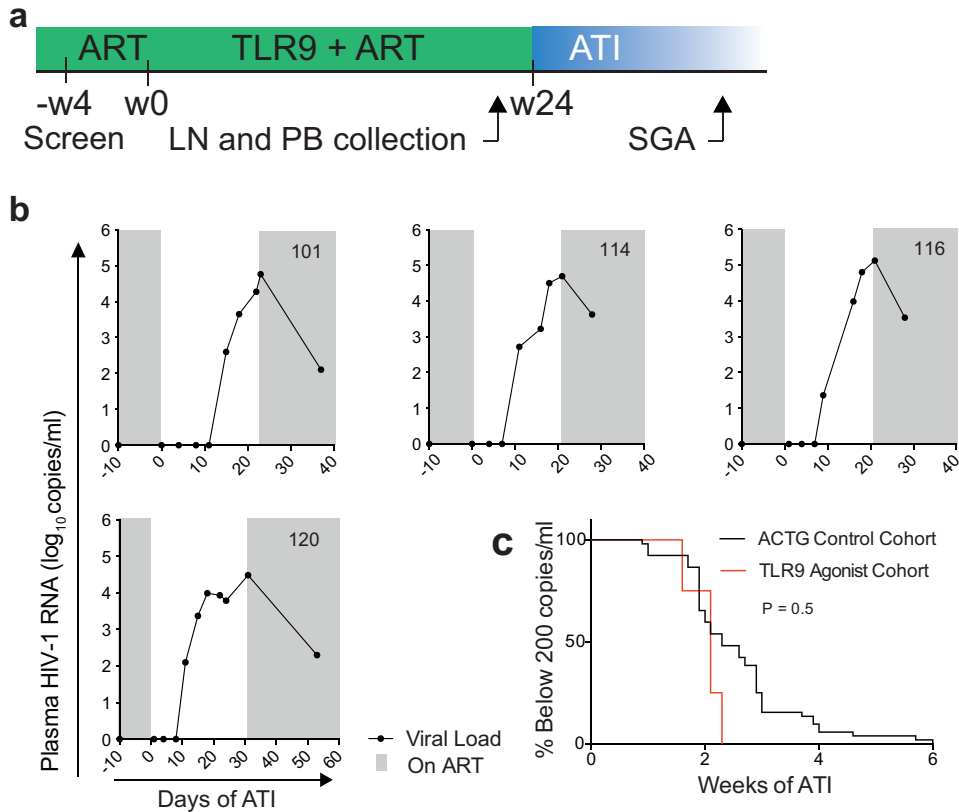 a
ART TLR9 + ART ATI
-w4 w0 w24
Screen LN and PB collection SGA
b
Plasma HIV-1 RNA (log10 copies/ml)
6 5 4 3 2 1 0
101
-10 0 10 20 30 40
6 5 4 3 2 1 0
114
-10 0 10 20 30 40
6 5 4 3 2 1 0
116
-10 0 10 20 30 40
6 5 4 3 2 1 0
120
-10 0 10 20 30 40 50 60
Days of ATI
Viral Load
On ART
c
% Below 200 copies/ml
100
50
0
ACTG Control Cohort
TLR9 Agonist Cohort
P = 0.5
0 2 4 6
Weeks of ATI